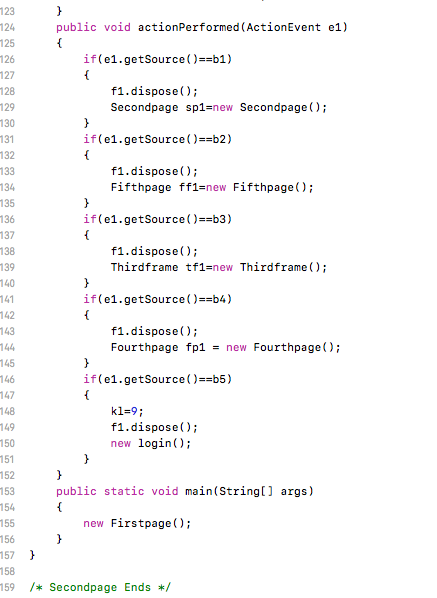 123     }
124     public void actionPerformed(ActionEvent e1)
125     {
126         if(e1.getSource()==b1)
127         {
128             f1.dispose();
129             Secondpage sp1=new Secondpage();
130         }
131         if(e1.getSource()==b2)
132         {
133             f1.dispose();
134             Fifthpage ff1=new Fifthpage();
135         }
136         if(e1.getSource()==b3)
137         {
138             f1.dispose();
139             Thirdframe tf1=new Thirdframe();
140         }
141         if(e1.getSource()==b4)
142         {
143             f1.dispose();
144             Fourthpage fp1 = new Fourthpage();
145         }
146         if(e1.getSource()==b5)
147         {
148             kl=9;
149             f1.dispose();
150             new login();
151         }
152     }
153     public static void main(String[] args)
154     {
155         new Firstpage();
156     }
157 }
158
159 /* Secondpage Ends */